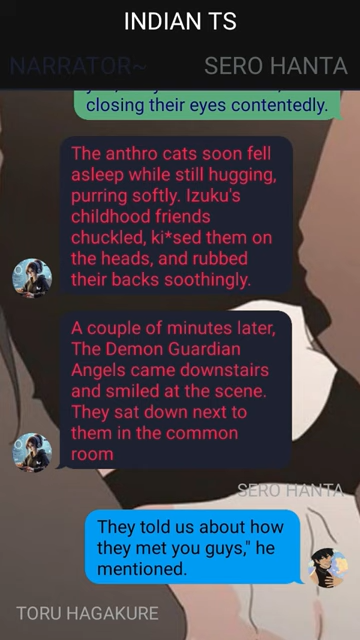 INDIAN TS
NARRATOR~
SERO HANTA
closing their eyes contentedly.
The anthro cats soon fell
asleep while still hugging,
purring softly. Izuku's
childhood friends
chuckled, ki*sed them on
the heads, and rubbed
their backs soothingly.
A couple of minutes later,
The Demon Guardian
Angels came downstairs
and smiled at the scene.
They sat down next to
them in the common
room
SERO HANTA
They told us about how
they met you guys," he
mentioned.
TORU HAGAKURE